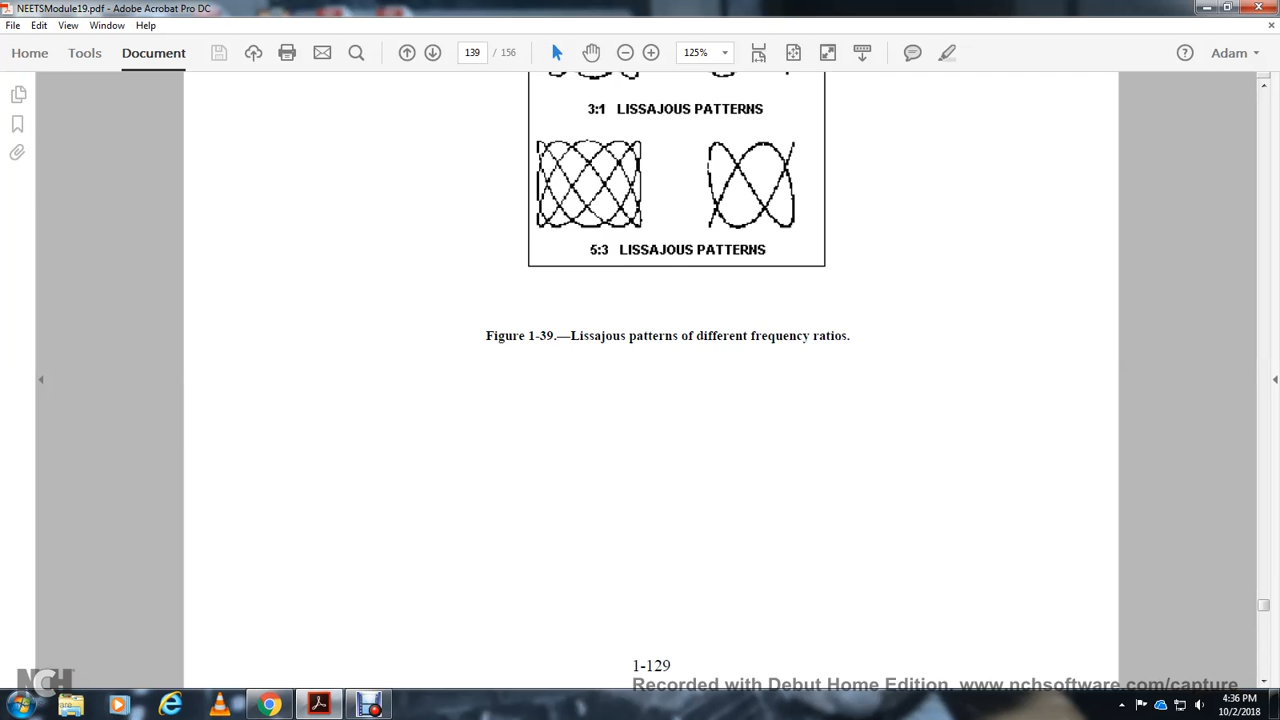 NEETSModule19.pdf - Adobe Acrobat Pro DC
File Edit View Window Help
Home Tools Document 139 / 156 125% Adam
3:1 LISSAJOUS PATTERNS
5:3 LISSAJOUS PATTERNS
Figure 1-39.—Lissajous patterns of different frequency ratios.
1-129
Recorded with Debut Home Edition. www.nchsoftware.com/capture
NCH
4:36 PM
10/2/2018